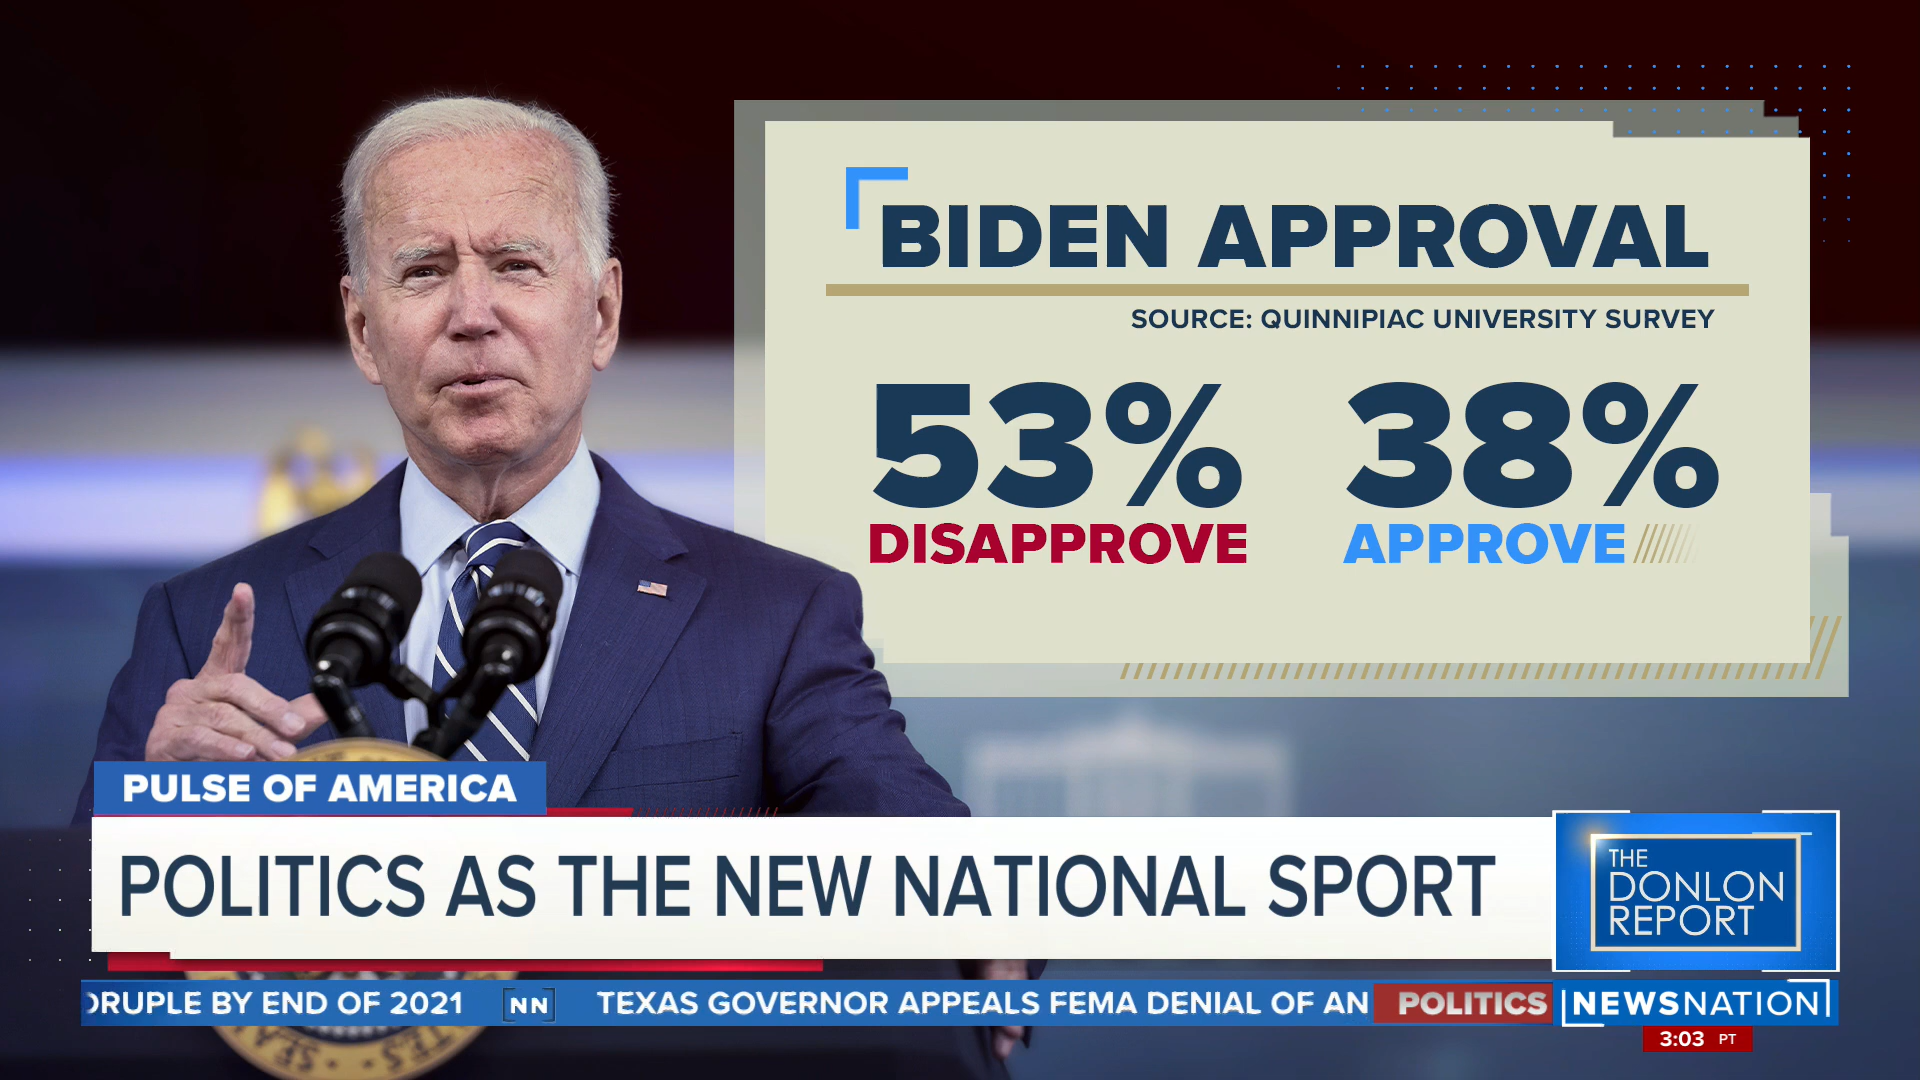 BIDEN APPROVAL
SOURCE: QUINNIPIAC UNIVERSITY SURVEY
53% 38%
DISAPPROVE APPROVE
PULSE OF AMERICA
POLITICS AS THE NEW NATIONAL SPORT
THE
DONLON
REPORT
BY END OF 2021 NN TEXAS GOVERNOR APPEALS FEMA DENIAL OF AN POLITICS NEWSNATION
3:03 PT